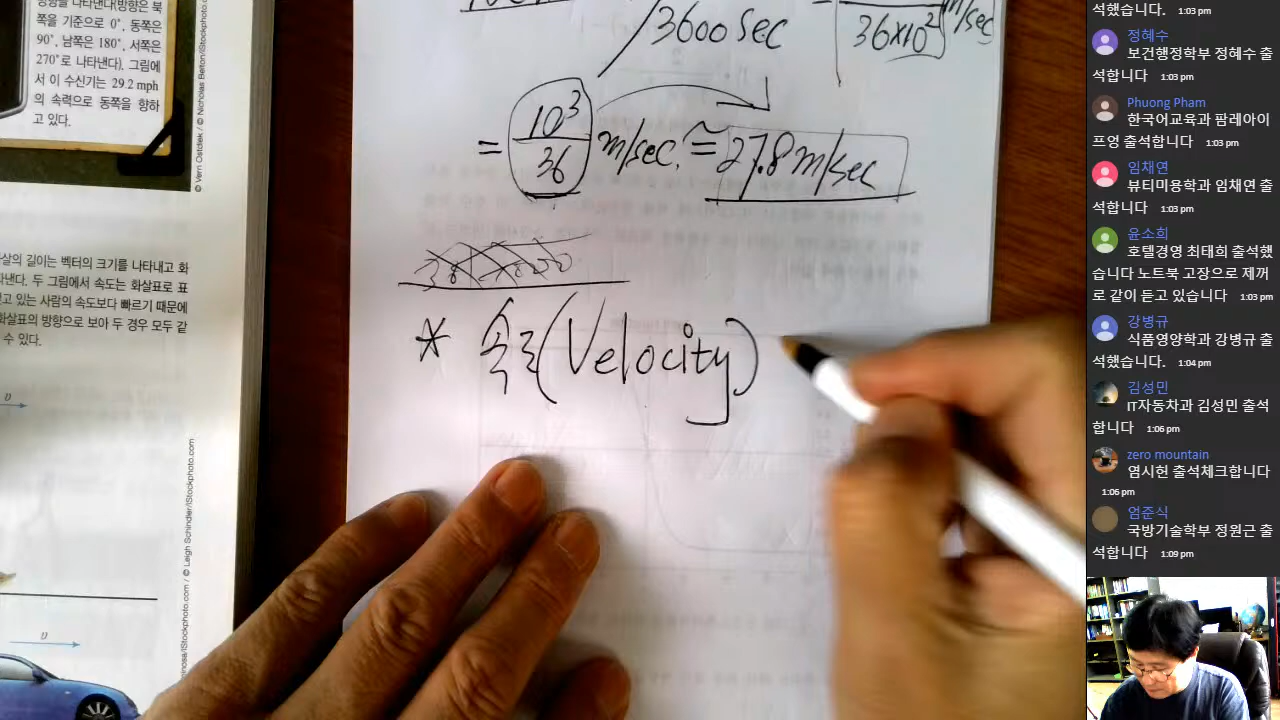 향을 나타낸다(방향은 북
쪽을 기준으로 0°, 동쪽은
90°, 남쪽은 180°, 서쪽은
270°로 나타낸다). 그림에
서 이 수신기는 29.2 mph
의 속력으로 동쪽을 향하
고 있다.
© Vern Ostdiek / © Nicholas Belton/iStockphoto.com
살의 길이는 벡터의 크기를 나타내고 화
낸다. 두 그림에서 속도는 화살표로 표
고 있는 사람의 속도보다 빠르기 때문에
화살표의 방향으로 보아 두 경우 모두 같
수 있다.
υ
υ
nosa/iStockphoto.com / © Leigh Schindler/iStockphoto.com
/3600 sec
=
36×10² m/sec
= 10³/36 m/sec. ≅ 27.8 m/sec
* 속도(Velocity)
석했습니다. 1:03 pm
정혜수
보건행정학부 정혜수 출
석합니다 1:03 pm
Phuong Pham
한국어교육과 팜레아이
프엉 출석합니다 1:03 pm
임채연
뷰티미용학과 임채연 출
석합니다 1:03 pm
윤소희
호텔경영 최태희 출석했
습니다 노트북 고장으로 제꺼
로 같이 듣고 있습니다 1:03 pm
강병규
식품영양학과 강병규 출
석했습니다. 1:04 pm
김성민
IT자동차과 김성민 출석
합니다 1:06 pm
zero mountain
염시헌 출석체크합니다
1:06 pm
엄준식
국방기술학부 정원근 출
석합니다 1:09 pm